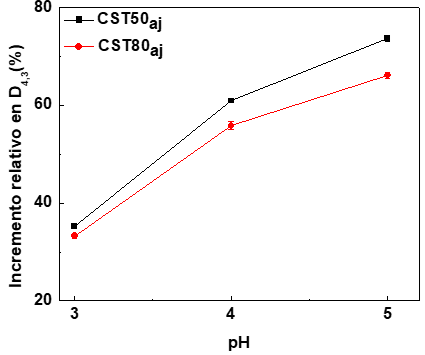 CST50aj
CST80aj
Incremento relativo en D4,3(%)
80
60
40
20
3 4 5
pH